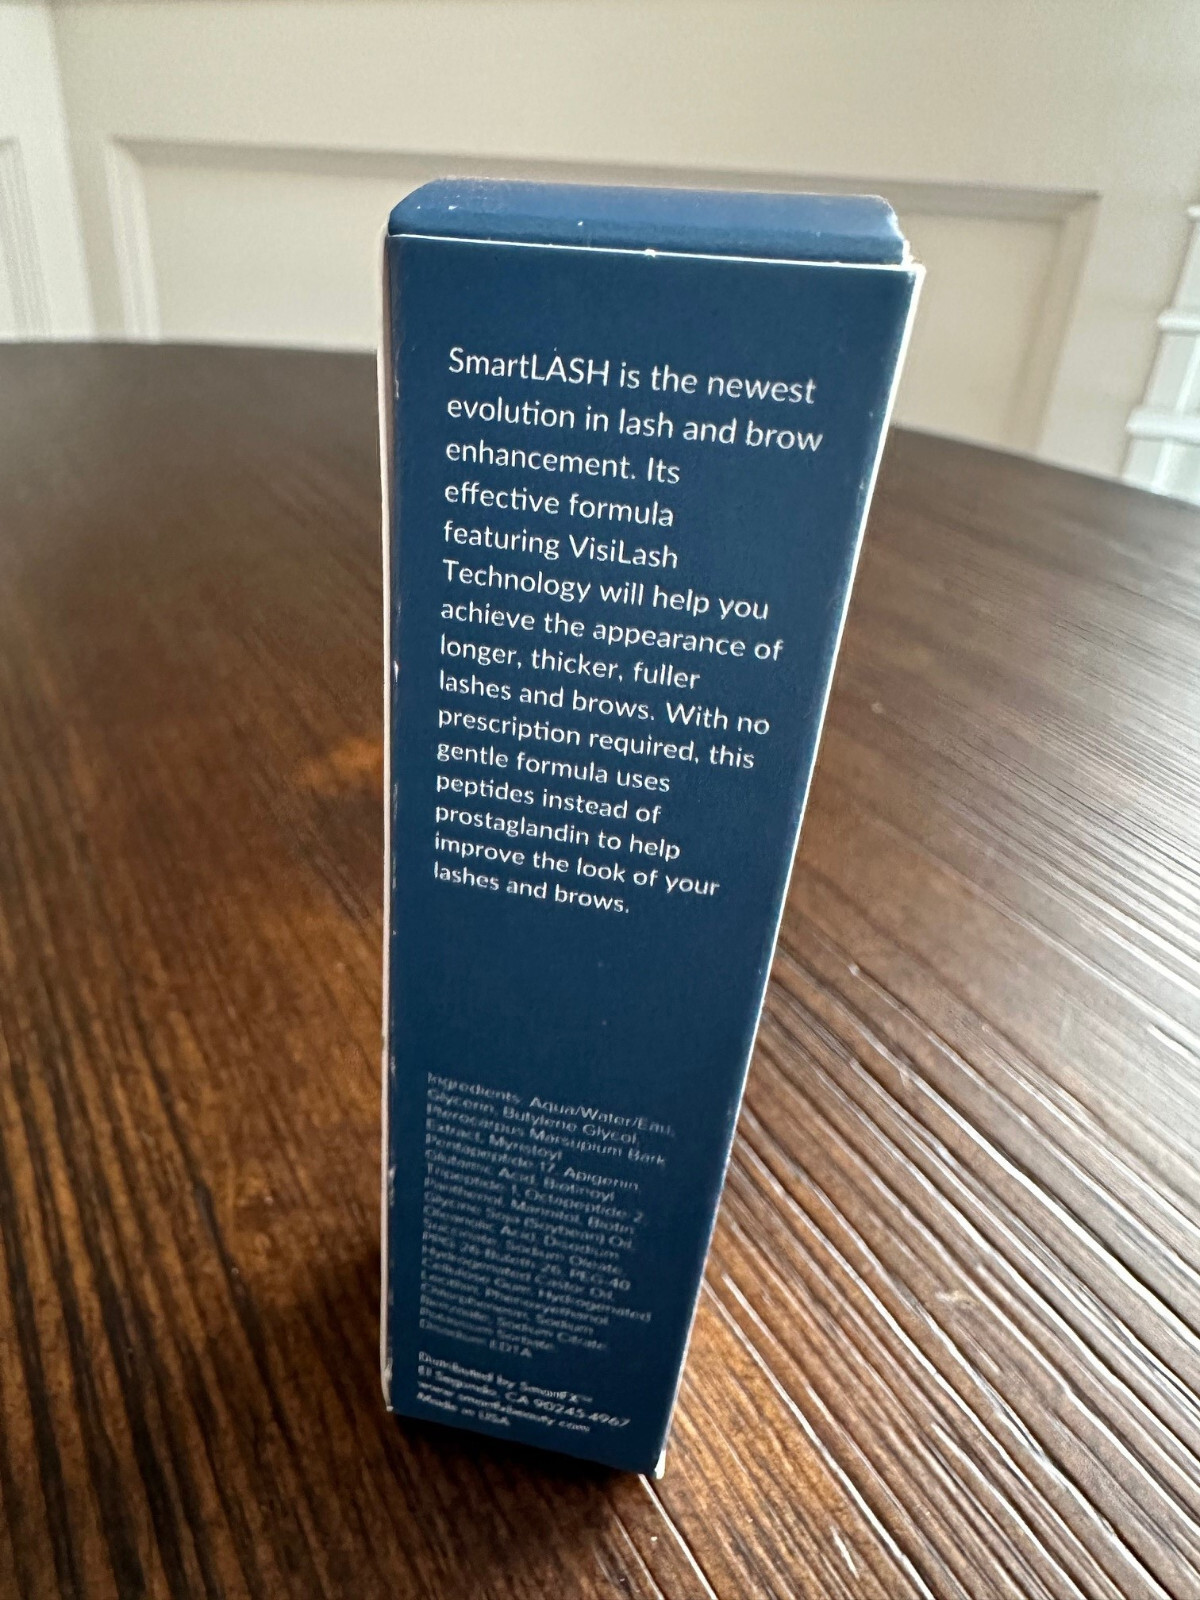 SmartLASH is the newest
evolution in lash and brow
enhancement. Its
effective formula
featuring VisiLash
Technology will help you
achieve the appearance of
longer, thicker, fuller
lashes and brows. With no
prescription required, this
gentle formula uses
peptides instead of
prostaglandin to help
improve the look of your
lashes and brows.
Ingredients: Aqua/Water/Eau,
Glycerin, Butylene Glycol,
Pterocarpus Marsupium Bark
Extract, Myristoyl
Pentapeptide-17, Apigenin,
Glutamic Acid, Biotinoyl
Tripeptide-1, Octapeptide-2,
Panthenol, Mannitol, Biotin,
Glycine Soja (Soybean) Oil,
Oleanolic Acid, Disodium
Succinate, Sodium Oleate,
PPG-26-Buteth-26, PEG-40
Hydrogenated Castor Oil,
Cellulose Gum, Hydrogenated
Lecithin, Phenoxyethanol,
Chlorphenesin, Sodium
Benzoate, Sodium Citrate,
Potassium Sorbate,
Disodium EDTA
Distributed by SmartFX™
El Segundo, CA 90245-4967
www.smartfxbeauty.com
Made in USA